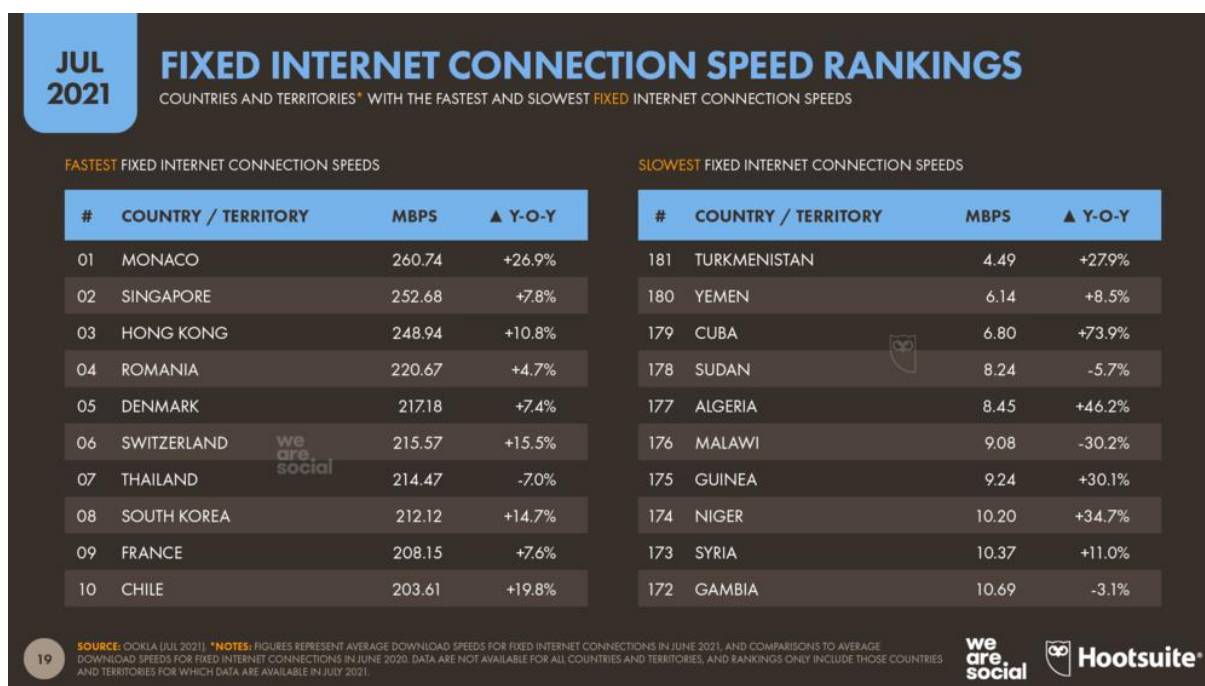 JUL
2021
FIXED INTERNET CONNECTION SPEED RANKINGS
COUNTRIES AND TERRITORIES* WITH THE FASTEST AND SLOWEST FIXED INTERNET CONNECTION SPEEDS
FASTEST FIXED INTERNET CONNECTION SPEEDS
# COUNTRY / TERRITORY MBPS ▲ Y-O-Y
01 MONACO 260.74 +26.9%
02 SINGAPORE 252.68 +7.8%
03 HONG KONG 248.94 +10.8%
04 ROMANIA 220.67 +4.7%
05 DENMARK 217.18 +7.4%
06 SWITZERLAND 215.57 +15.5%
07 THAILAND 214.47 -7.0%
08 SOUTH KOREA 212.12 +14.7%
09 FRANCE 208.15 +7.6%
10 CHILE 203.61 +19.8%
we
are.
social
SLOWEST FIXED INTERNET CONNECTION SPEEDS
# COUNTRY / TERRITORY MBPS ▲ Y-O-Y
181 TURKMENISTAN 4.49 +27.9%
180 YEMEN 6.14 +8.5%
179 CUBA 6.80 +73.9%
178 SUDAN 8.24 -5.7%
177 ALGERIA 8.45 +46.2%
176 MALAWI 9.08 -30.2%
175 GUINEA 9.24 +30.1%
174 NIGER 10.20 +34.7%
173 SYRIA 10.37 +11.0%
172 GAMBIA 10.69 -3.1%
19
SOURCE: OOKLA (JUL 2021). *NOTES: FIGURES REPRESENT AVERAGE DOWNLOAD SPEEDS FOR FIXED INTERNET CONNECTIONS IN JUNE 2021, AND COMPARISONS TO AVERAGE
DOWNLOAD SPEEDS FOR FIXED INTERNET CONNECTIONS IN JUNE 2020. DATA ARE NOT AVAILABLE FOR ALL COUNTRIES AND TERRITORIES, AND RANKINGS ONLY INCLUDE THOSE COUNTRIES
AND TERRITORIES FOR WHICH DATA ARE AVAILABLE IN JULY 2021.
we
are.
social
Hootsuite®